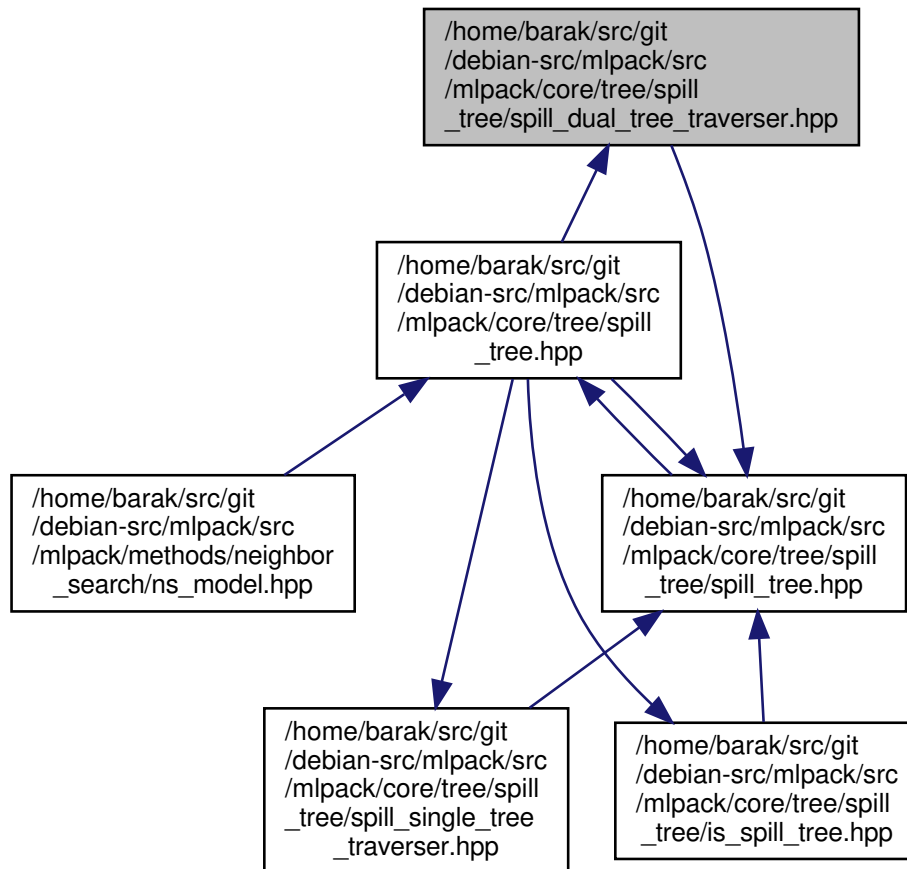 /home/barak/src/git
/debian-src/mlpack/src
/mlpack/core/tree/spill
_tree/spill_dual_tree_traverser.hpp
/home/barak/src/git
/debian-src/mlpack/src
/mlpack/core/tree/spill
_tree.hpp
/home/barak/src/git
/debian-src/mlpack/src
/mlpack/methods/neighbor
_search/ns_model.hpp
/home/barak/src/git
/debian-src/mlpack/src
/mlpack/core/tree/spill
_tree/spill_tree.hpp
/home/barak/src/git
/debian-src/mlpack/src
/mlpack/core/tree/spill
_tree/spill_single_tree
_traverser.hpp
/home/barak/src/git
/debian-src/mlpack/src
/mlpack/core/tree/spill
_tree/is_spill_tree.hpp